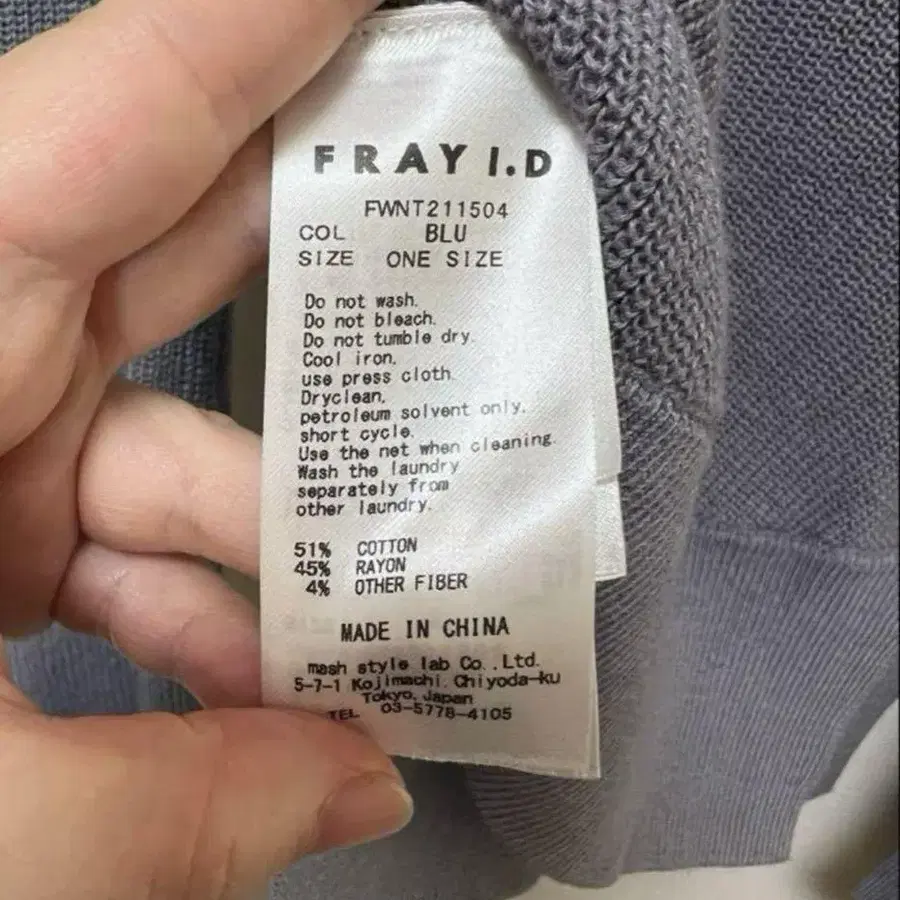 FRAY I.D
FWNT211504
COL BLU
SIZE ONE SIZE
Do not wash.
Do not bleach.
Do not tumble dry.
Cool iron.
use press cloth.
Dryclean.
petroleum solvent only.
short cycle.
Use the net when cleaning.
Wash the laundry
separately from
other laundry.
51% COTTON
45% RAYON
4% OTHER FIBER
MADE IN CHINA
mash style lab Co.,Ltd.
5-7-1 Kojimachi, Chiyoda-ku
Tokyo, Japan
TEL 03-5778-4105